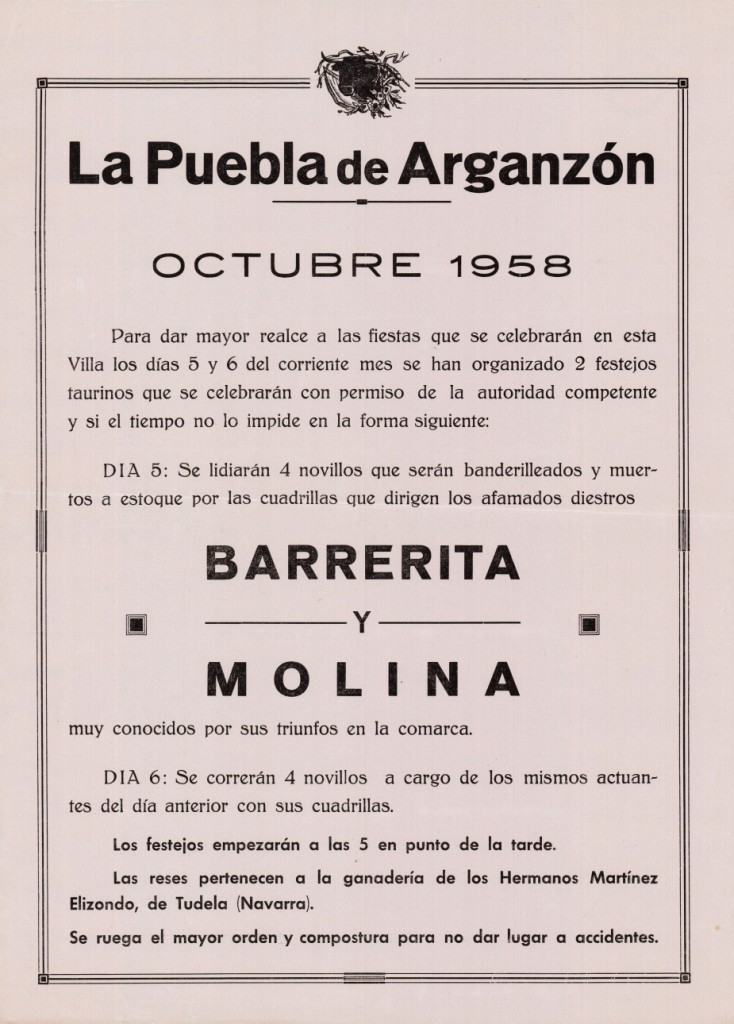 La Puebla de Arganzón
OCTUBRE 1958
Para dar mayor realce a las fiestas que se celebrarán en esta
Villa los días 5 y 6 del corriente mes se han organizado 2 festejos
taurinos que se celebrarán con permiso de la autoridad competente
y si el tiempo no lo impide en la forma siguiente:
DIA 5: Se lidiarán 4 novillos que serán banderilleados y muer-
tos a estoque por las cuadrillas que dirigen los afamados diestros
BARRERITA
Y
MOLINA
muy conocidos por sus triunfos en la comarca.
DIA 6: Se correrán 4 novillos a cargo de los mismos actuan-
tes del día anterior con sus cuadrillas.
Los festejos empezarán a las 5 en punto de la tarde.
Las reses pertenecen a la ganadería de los Hermanos Martínez
Elizondo, de Tudela (Navarra).
Se ruega el mayor orden y compostura para no dar lugar a accidentes.